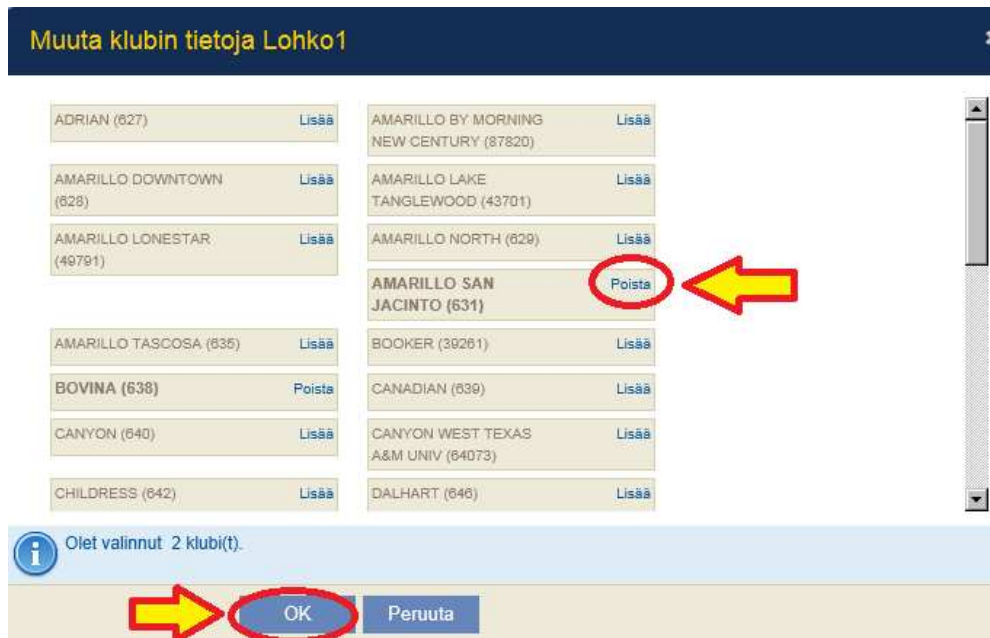 Muuta klubin tietoja Lohko1
ADRIAN (627) Lisää
AMARILLO BY MORNING Lisää
NEW CENTURY (87820)
AMARILLO DOWNTOWN Lisää
(628)
AMARILLO LAKE Lisää
TANGLEWOOD (43701)
AMARILLO LONESTAR Lisää
(49791)
AMARILLO NORTH (629) Lisää
AMARILLO SAN Poista
JACINTO (631)
AMARILLO TASCOSA (635) Lisää
BOOKER (39261) Lisää
BOVINA (638) Poista
CANADIAN (639) Lisää
CANYON (640) Lisää
CANYON WEST TEXAS Lisää
A&M UNIV (64073)
CHILDRESS (642) Lisää
DALHART (646) Lisää
Olet valinnut 2 klubi(t).
OK Peruuta